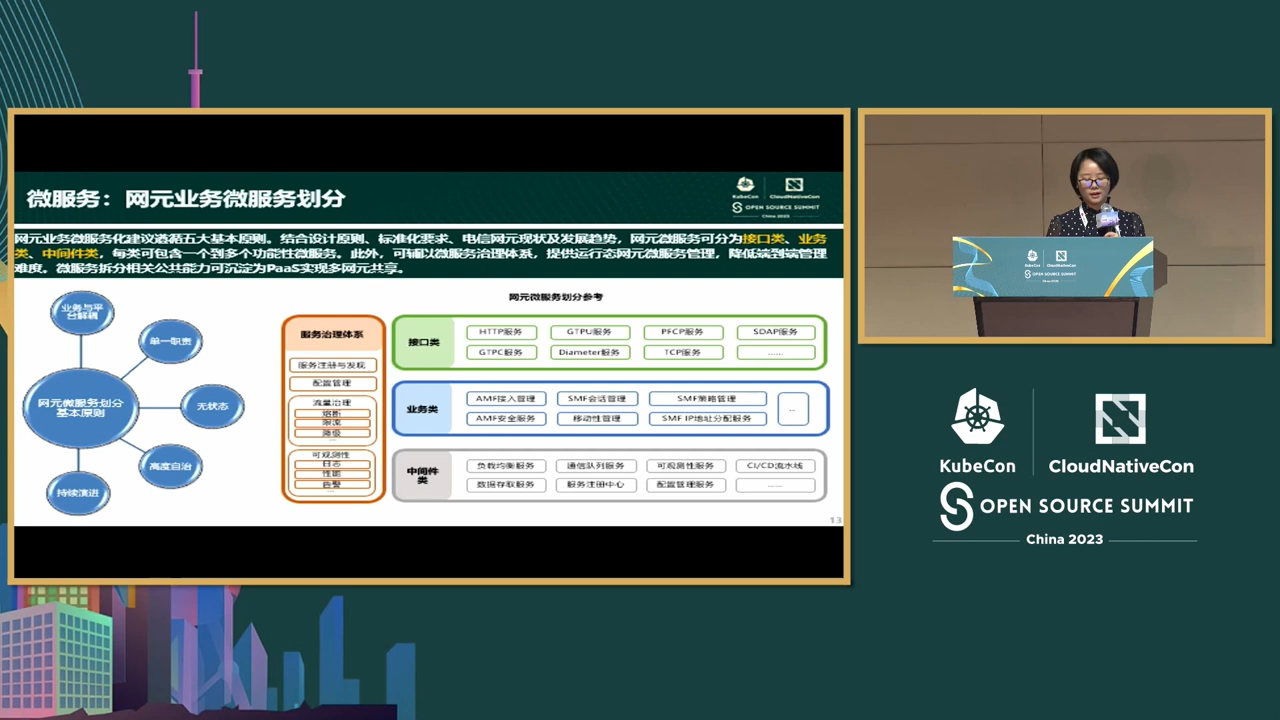 微服务：网元业务微服务划分
KubeCon
CloudNativeCon
OPEN SOURCE SUMMIT
China 2023
网元业务微服务化建议遵循五大基本原则。结合设计原则、标准化要求、电信网元现状及发展趋势，网元微服务可分为接口类、业务
类、中间件类，每类可包含一个到多个功能性微服务。此外，可辅以微服务治理体系，提供运行态网元微服务管理，降低端到端管理
难度。微服务拆分相关公共能力可沉淀为PaaS实现多网元共享。
业务与平
台解耦
单一职责
网元微服务划分
基本原则
无状态
高度自治
持续演进
网元微服务划分参考
服务治理体系
服务注册与发现
配置管理
流量治理
熔断
限流
降级
...
可观测性
日志
性能
告警
...
接口类
HTTP服务
GTPU服务
PFCP服务
SDAP服务
GTPC服务
Diameter服务
TCP服务
......
业务类
AMF接入管理
SMF会话管理
SMF策略管理
AMF安全服务
移动性管理
SMF IP地址分配服务
...
中间件
类
负载均衡服务
通信队列服务
可观测性服务
CI/CD流水线
数据存取服务
服务注册中心
配置管理服务
......
13
KubeCon
CloudNativeCon
OPEN SOURCE SUMMIT
KubeCon
CloudNativeCon
OPEN SOURCE SUMMIT
China 2023